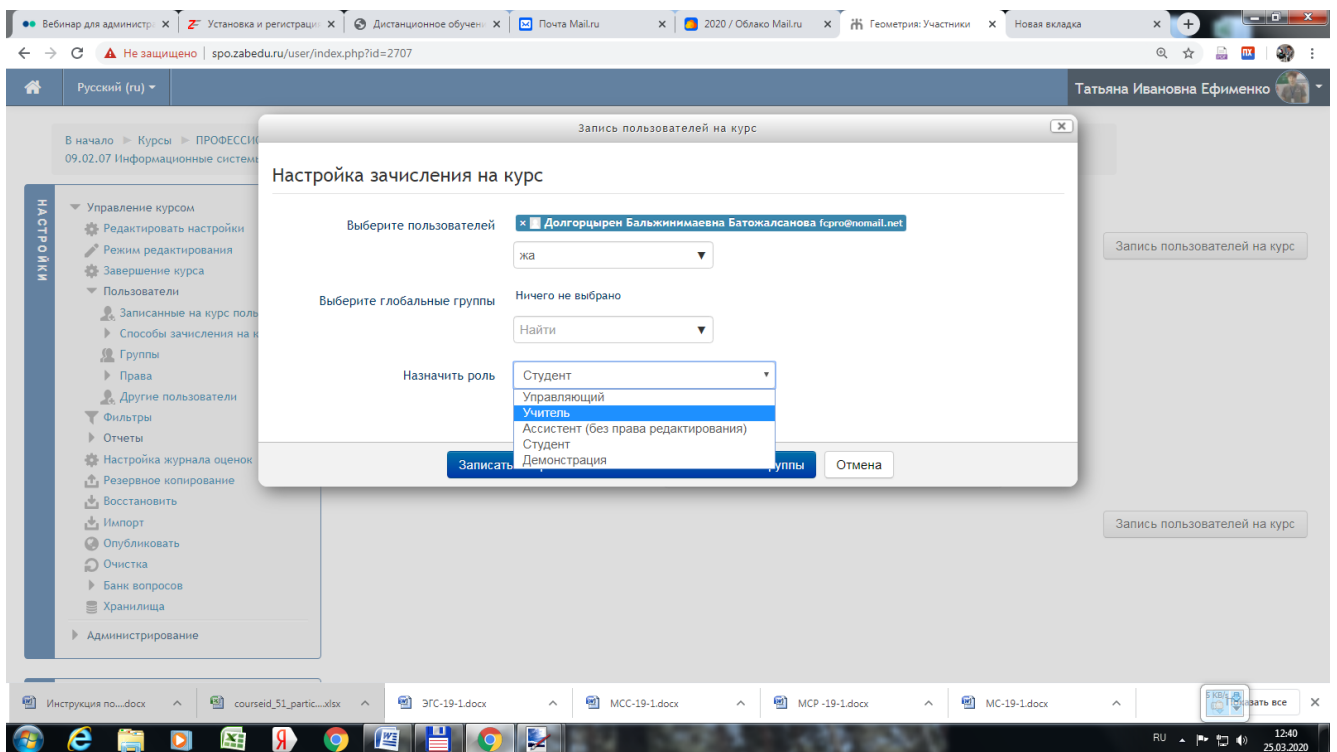 Вебинар для администр
Установка и регистраци
Дистанционное обучен
Почта Mail.ru
2020 / Облако Mail.ru
Геометрия: Участники
Новая вкладка
Не защищено | spo.zabedu.ru/user/index.php?id=2707
Русский (ru)
Татьяна Ивановна Ефименко
В начало ► Курсы ► ПРОФЕССИ
09.02.07 Информационные систем
Запись пользователей на курс
Настройка зачисления на курс
Выберите пользователей
× Долгорцырен Бальжинимаевна Батожалсанова fcpro@nomail.net
жа
Выберите глобальные группы
Ничего не выбрано
Найти
Назначить роль
Студент
Управляющий
Учитель
Ассистент (без права редактирования)
Студент
Демонстрация
Записать
уппы
Отмена
НАСТРОЙКИ
Управление курсом
Редактировать настройки
Режим редактирования
Завершение курса
Пользователи
Записанные на курс поль
Способы зачисления на к
Группы
Права
Другие пользователи
Фильтры
Отчеты
Настройка журнала оценок
Резервное копирование
Восстановить
Импорт
Опубликовать
Очистка
Банк вопросов
Хранилища
Администрирование
Запись пользователей на курс
Запись пользователей на курс
Инструкция по....docx
courseid_51_partic....xlsx
ЭГС-19-1.docx
МСС-19-1.docx
МСР -19-1.docx
МС-19-1.docx
RU
12:40
25.03.2020